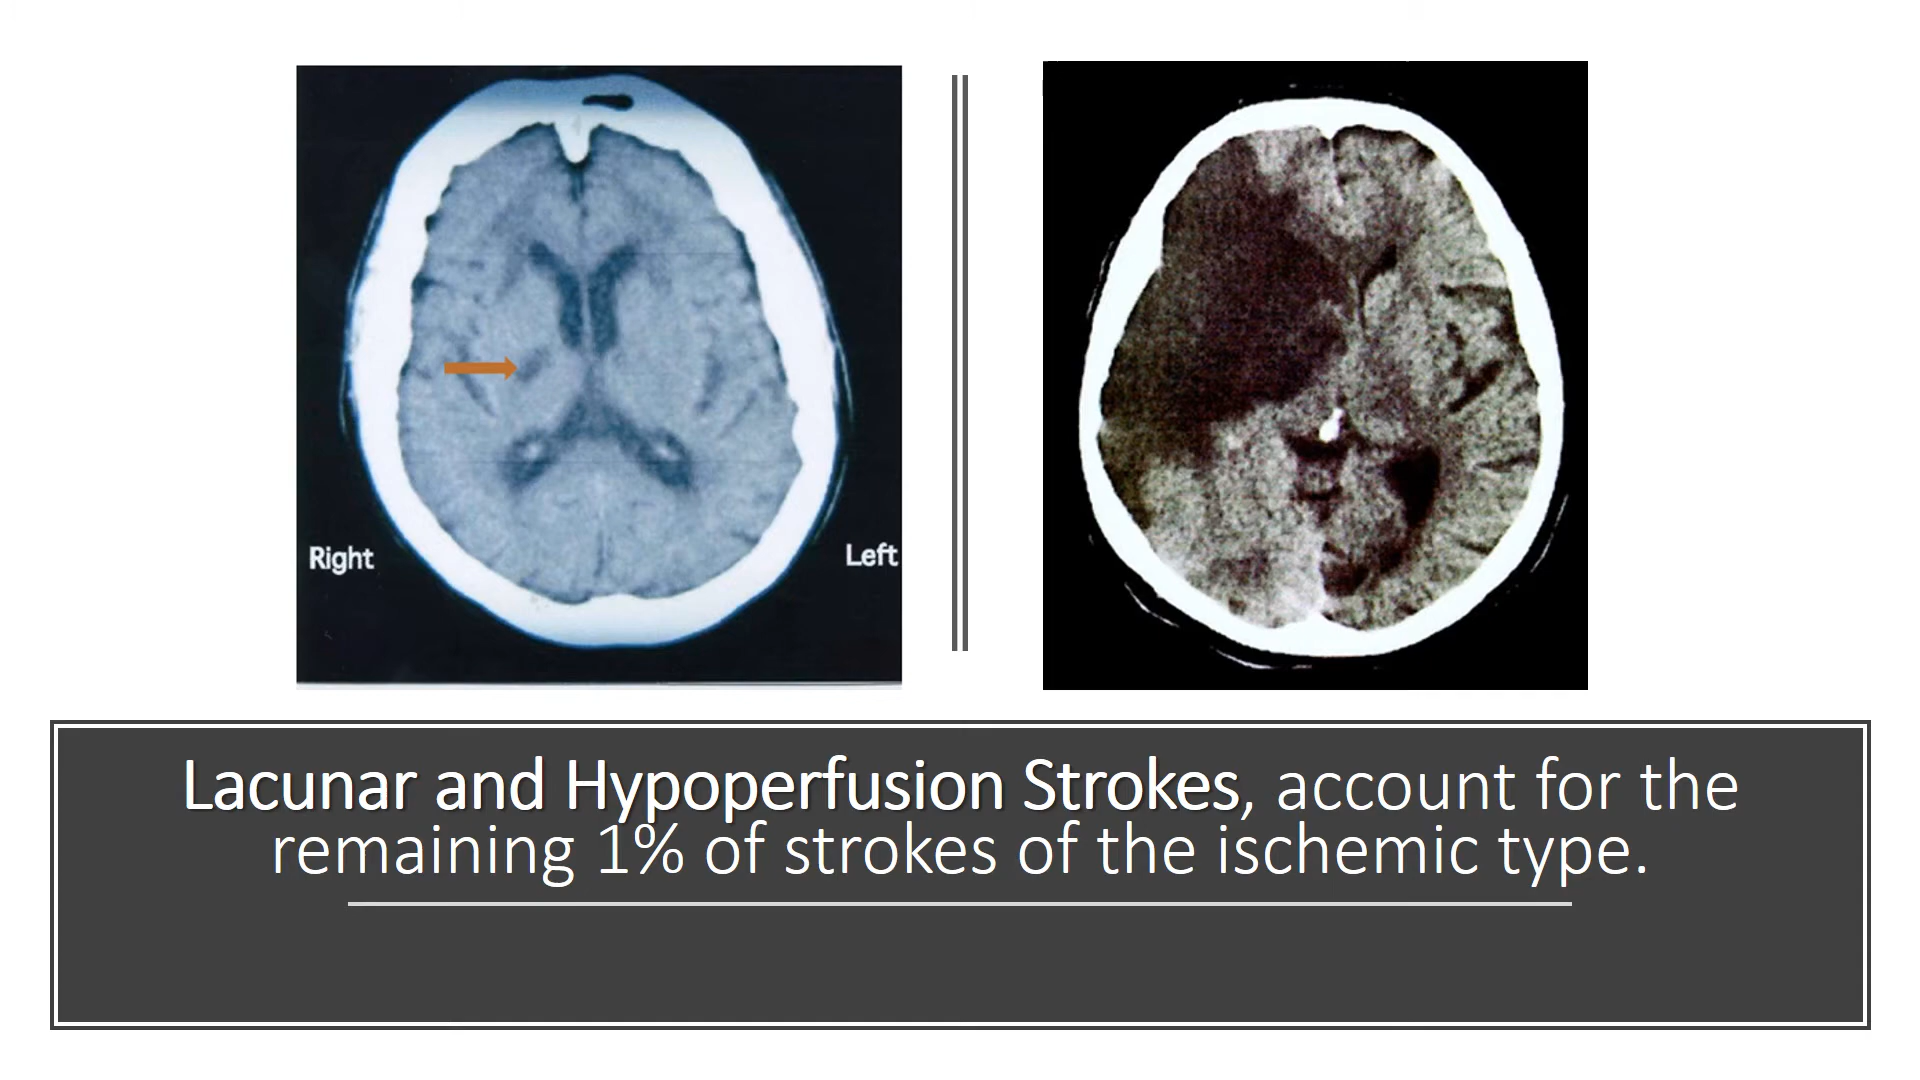 Right
Left
Lacunar and Hypoperfusion Strokes, account for the
remaining 1% of strokes of the ischemic type.